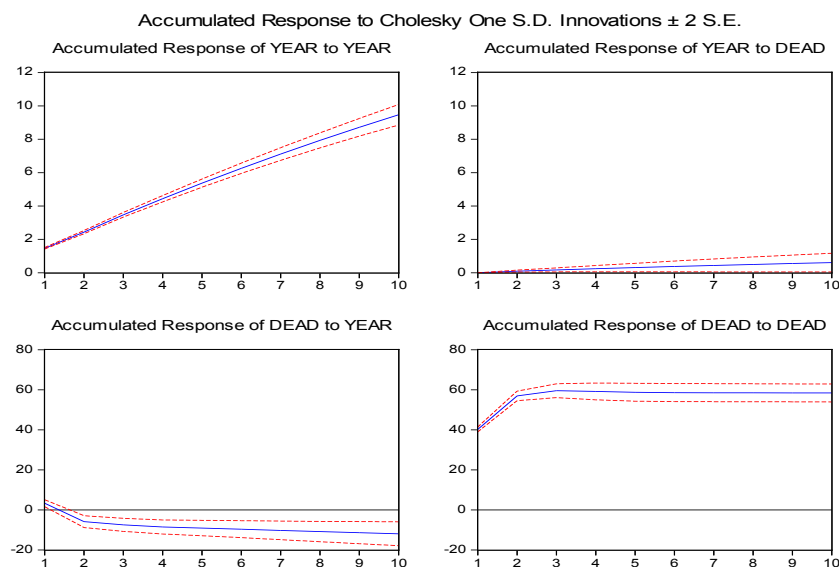 Accumulated Response to Cholesky One S.D. Innovations ± 2 S.E.
Accumulated Response of YEAR to YEAR
12
10
8
6
4
2
0
1 2 3 4 5 6 7 8 9 10
Accumulated Response of YEAR to DEAD
12
10
8
6
4
2
0
1 2 3 4 5 6 7 8 9 10
Accumulated Response of DEAD to YEAR
80
60
40
20
0
-20
1 2 3 4 5 6 7 8 9 10
Accumulated Response of DEAD to DEAD
80
60
40
20
0
-20
1 2 3 4 5 6 7 8 9 10